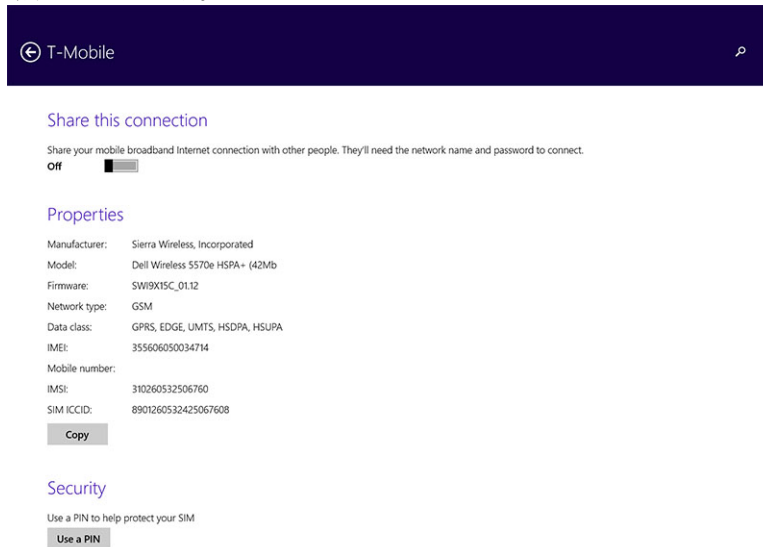 T-Mobile
Share this connection
Share your mobile broadband Internet connection with other people. They'll need the network name and password to connect.
Off
Properties
Manufacturer: Sierra Wireless, Incorporated
Model: Dell Wireless 5570e HSPA+ (42Mb
Firmware: SWI9X15C_01.12
Network type: GSM
Data class: GPRS, EDGE, UMTS, HSDPA, HSUPA
IMEI: 355606050034714
Mobile number:
IMSI: 310260532506760
SIM ICCID: 8901260532425067608
Copy
Security
Use a PIN to help protect your SIM
Use a PIN